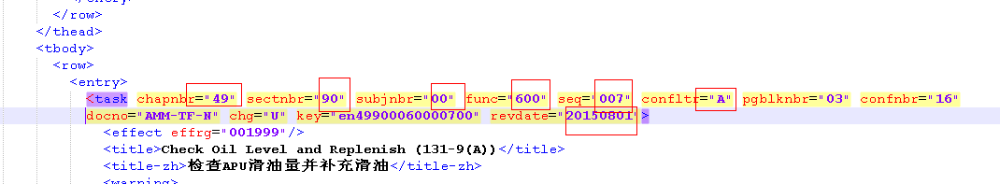 </row>
</thead>
<tbody>
<row>
<entry>
<task chapnbr="49" sectnbr="90" subjnbr="00" func="600" seq="007" confltr="A" pgblknbr="03" confnbr="16"
docno="AMM-TF-N" chg="U" key="en49900060000700" revdate="20150801">
<effect effrg="001999"/>
<title>Check Oil Level and Replenish (131-9(A))</title>
<title-zh>检查APU滑油量并补充滑油</title-zh>
<warning>